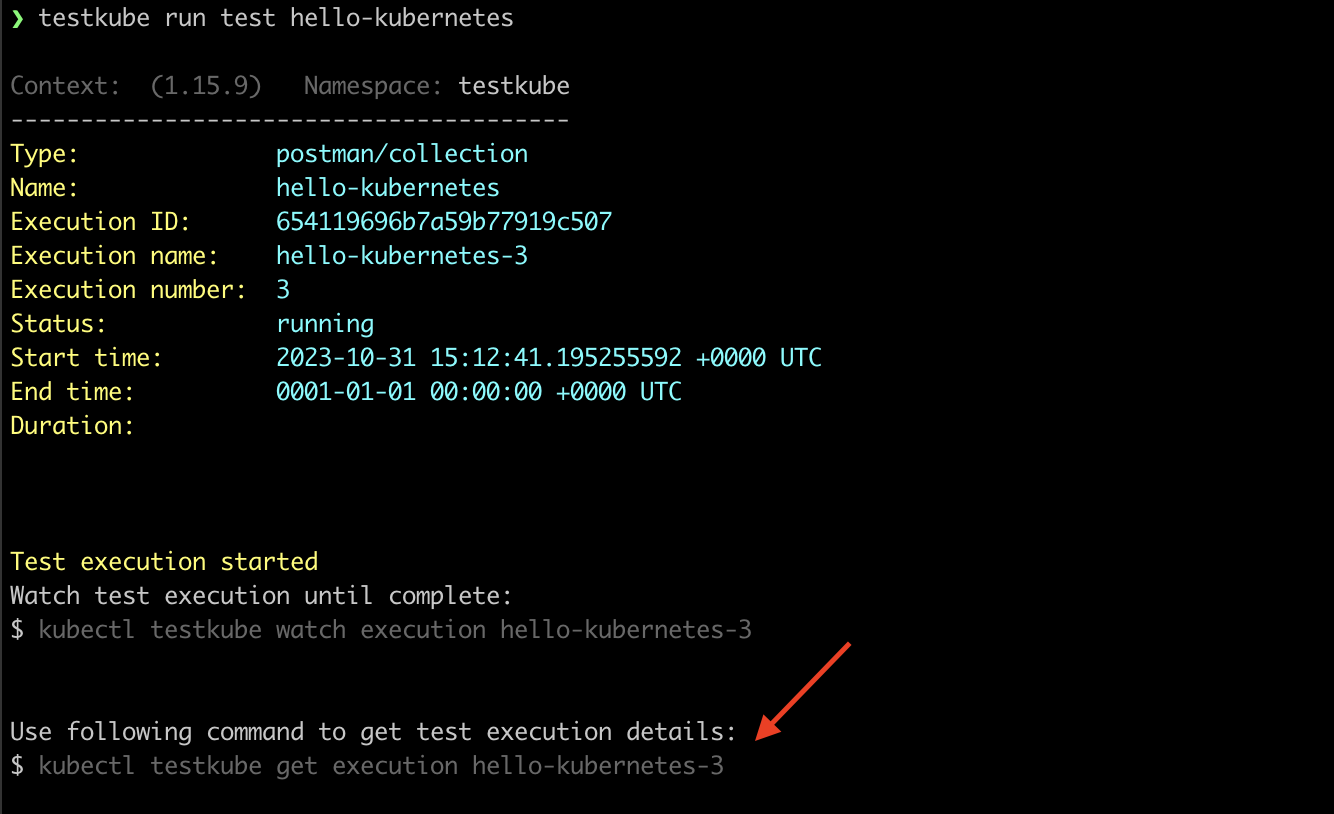 ❯ testkube run test hello-kubernetes
Context: (1.15.9) Namespace: testkube
----------------------------------------
Type: postman/collection
Name: hello-kubernetes
Execution ID: 654119696b7a59b77919c507
Execution name: hello-kubernetes-3
Execution number: 3
Status: running
Start time: 2023-10-31 15:12:41.195255592 +0000 UTC
End time: 0001-01-01 00:00:00 +0000 UTC
Duration:
Test execution started
Watch test execution until complete:
$ kubectl testkube watch execution hello-kubernetes-3
Use following command to get test execution details:
$ kubectl testkube get execution hello-kubernetes-3